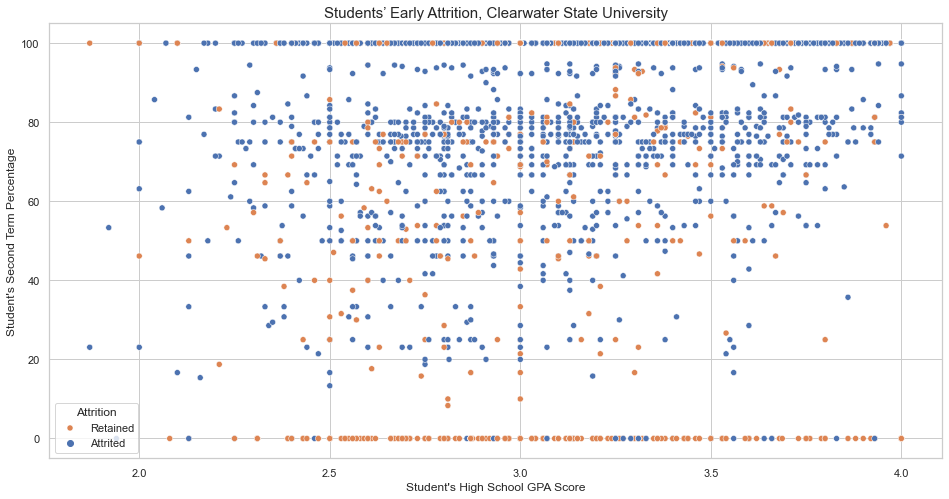 Students’ Early Attrition, Clearwater State University
100
80
60
40
20
0
Student's Second Term Percentage
Attrition
Retained
Attrited
2.0
2.5
3.0
3.5
4.0
Student's High School GPA Score